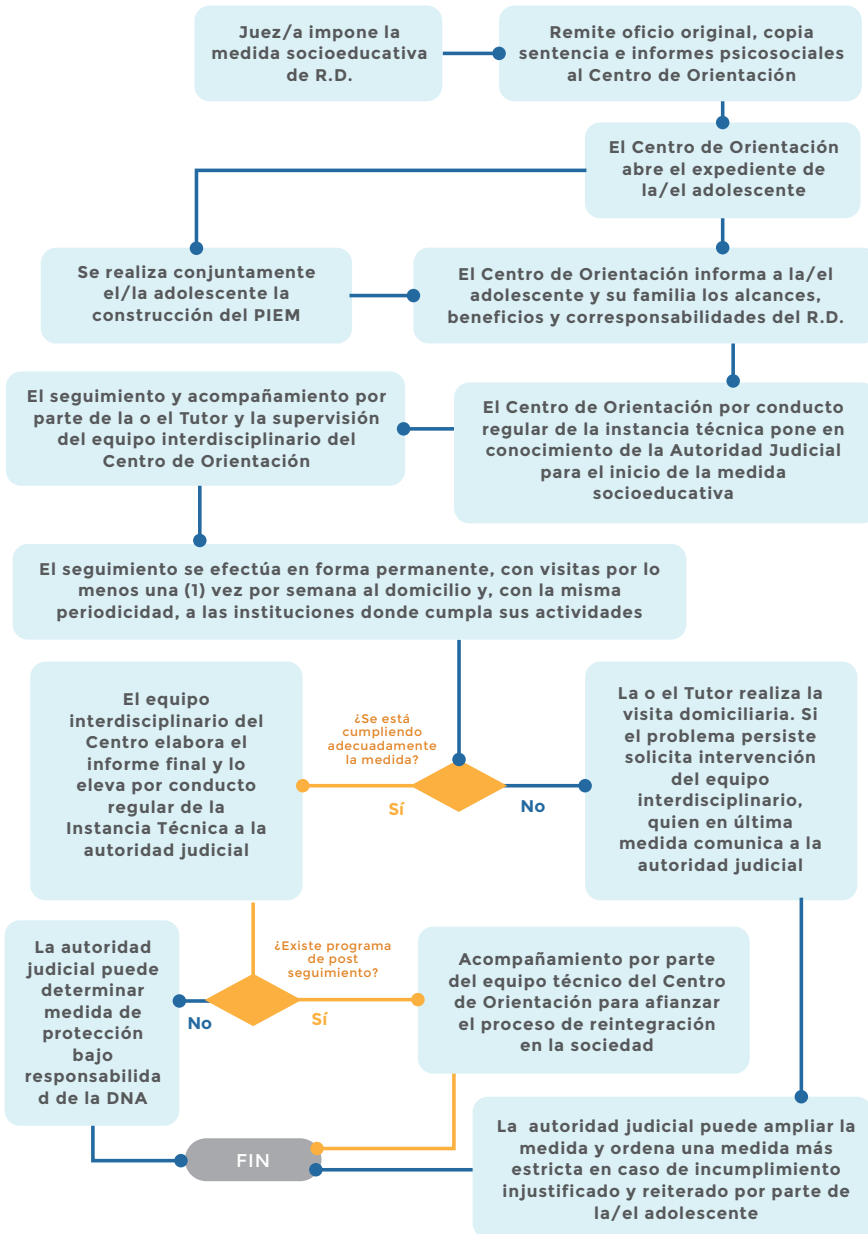 Juez/a impone la
medida socioeducativa
de R.D.
Remite oficio original, copia
sentencia e informes psicosociales
al Centro de Orientación
El Centro de Orientación
abre el expediente de
la/el adolescente
Se realiza conjuntamente
el/la adolescente la
construcción del PIEM
El Centro de Orientación informa a la/el
adolescente y su familia los alcances,
beneficios y corresponsabilidades del R.D.
El seguimiento y acompañamiento por
parte de la o el Tutor y la supervisión
del equipo interdisciplinario del
Centro de Orientación
El Centro de Orientación por conducto
regular de la instancia técnica pone en
conocimiento de la Autoridad Judicial
para el inicio de la medida
socioeducativa
El seguimiento se efectúa en forma permanente, con visitas por lo
menos una (1) vez por semana al domicilio y, con la misma
periodicidad, a las instituciones donde cumpla sus actividades
El equipo
interdisciplinario del
Centro elabora el
informe final y lo
eleva por conducto
regular de la
Instancia Técnica a la
autoridad judicial
¿Se está
cumpliendo
adecuadamente
la medida?
Sí
No
La o el Tutor realiza la
visita domiciliaria. Si
el problema persiste
solicita intervención
del equipo
interdisciplinario,
quien en última
medida comunica a la
autoridad judicial
La autoridad
judicial puede
determinar
medida de
protección
bajo
responsabilida
d de la DNA
¿Existe programa
de post
seguimiento?
No
Sí
Acompañamiento por parte
del equipo técnico del Centro
de Orientación para afianzar
el proceso de reintegración
en la sociedad
FIN
La autoridad judicial puede ampliar la
medida y ordena una medida más
estricta en caso de incumplimiento
injustificado y reiterado por parte de
la/el adolescente